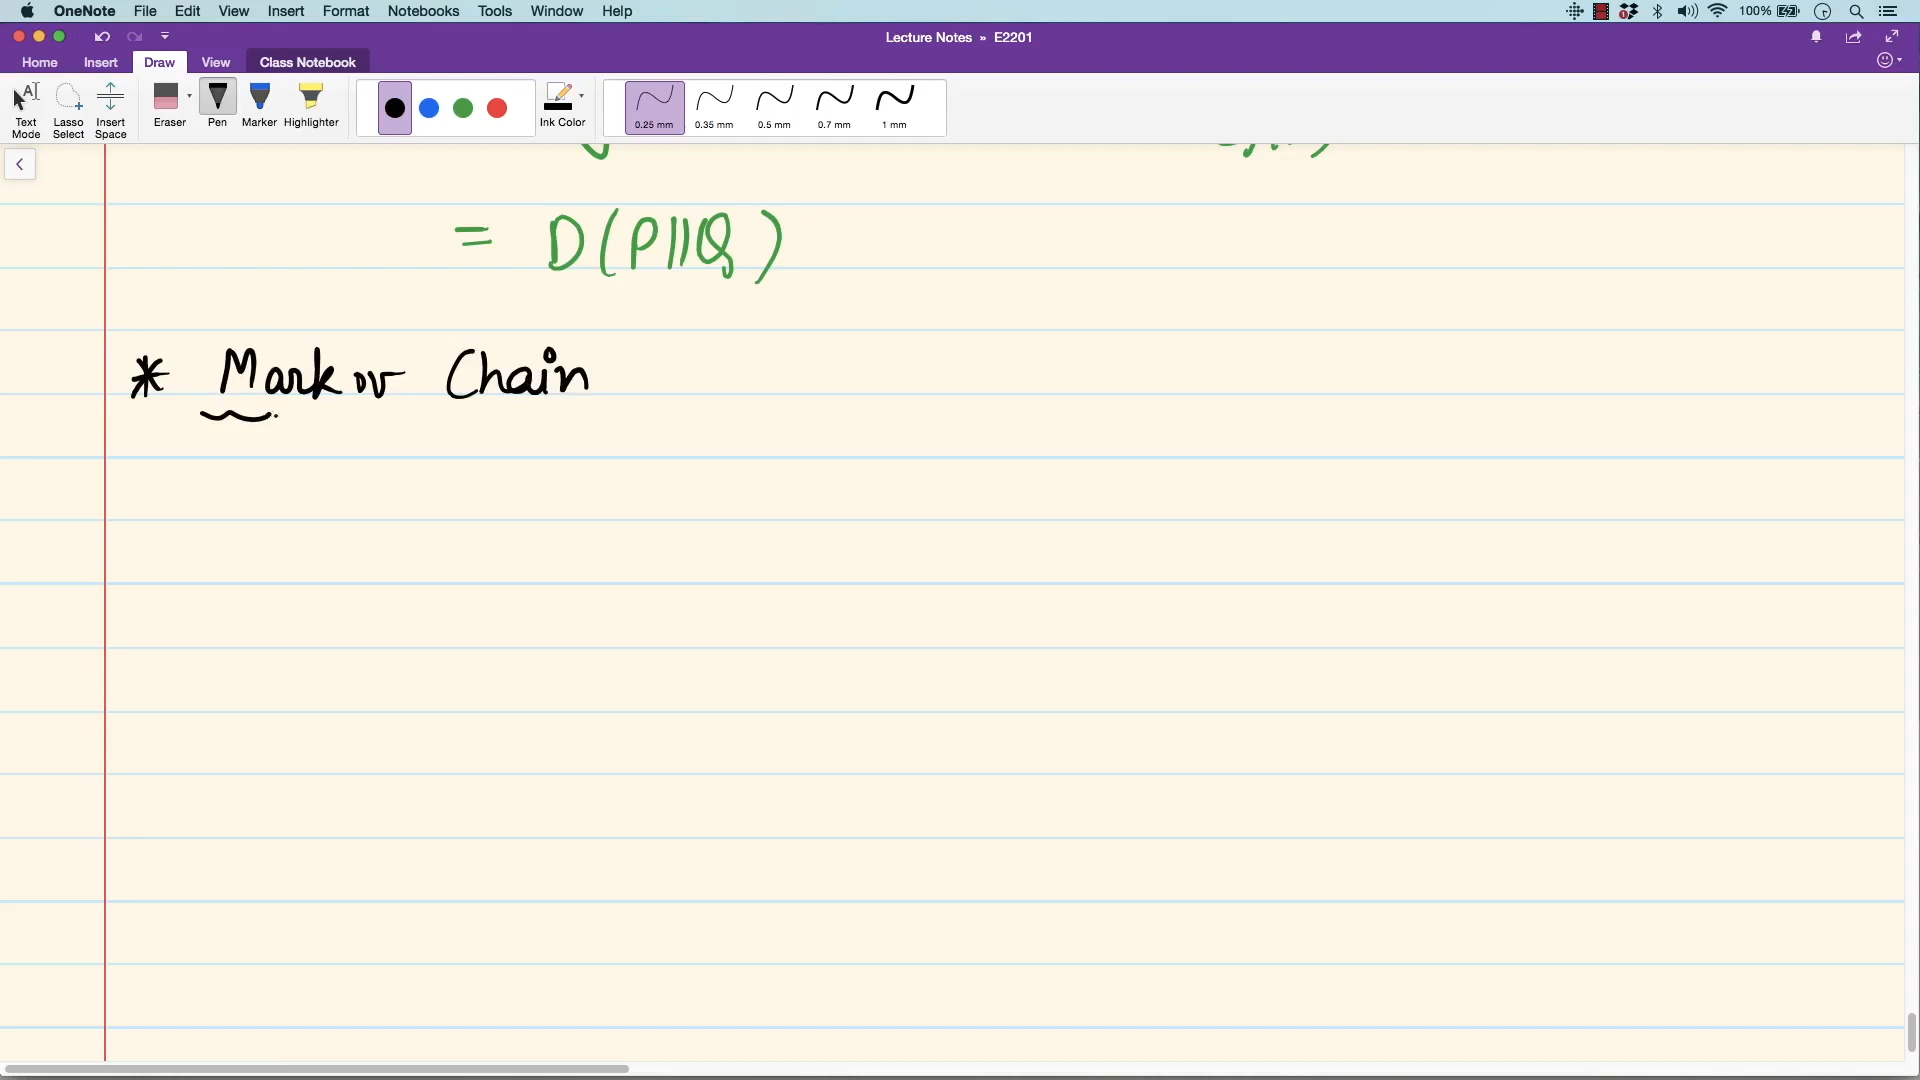 OneNote File Edit View Insert Format Notebooks Tools Window Help 100%
Lecture Notes » E2201
Home Insert Draw View Class Notebook
Text Mode Lasso Select Insert Space Eraser Pen Marker Highlighter Ink Color 0.25 mm 0.35 mm 0.5 mm 0.7 mm 1 mm
= D(P||Q)
* Markov Chain